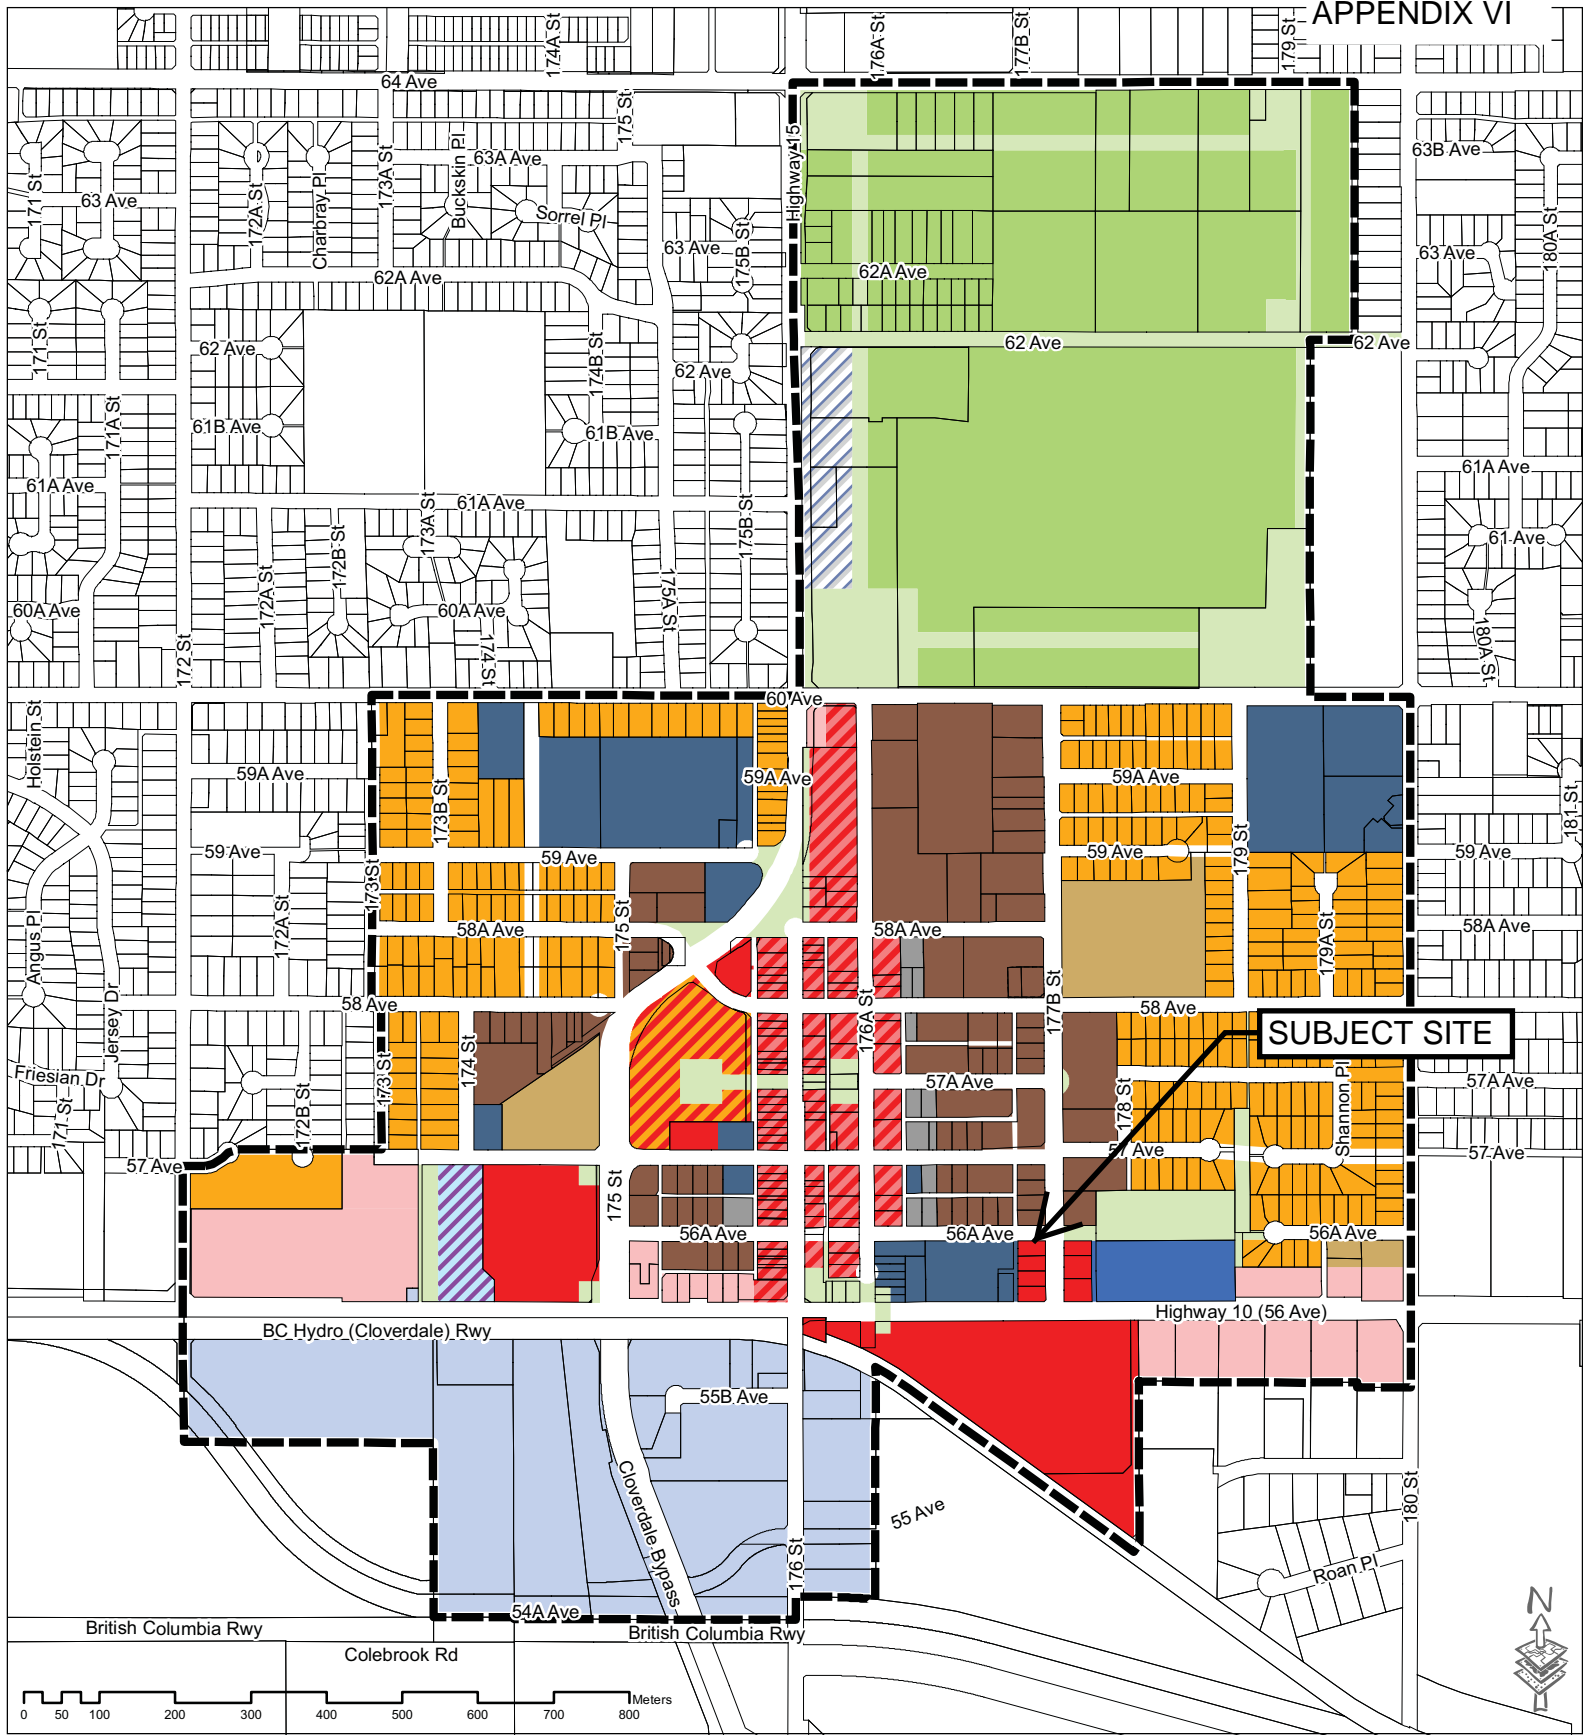 APPENDIX VI
174A St
176A St
177B St
179 St
64 Ave
175 St
Highway 15
63B Ave
171 St
63 Ave
172A St
Charbray Pl
173A St
Buckskin Pl
63A Ave
Sorrel Pl
63 Ave
175B St
180A St
63 Ave
62A Ave
62A Ave
171 St
62 Ave
174B St
62 Ave
62 Ave
62 Ave
171A St
61B Ave
61B Ave
61A Ave
61A Ave
61A Ave
173A St
172B St
175B St
61 Ave
172A St
175A St
60A Ave
60A Ave
172 St
174 St
180A St
60 Ave
Holstein St
59A Ave
173B St
59A Ave
59A Ave
181 St
59 Ave
59 Ave
59 Ave
179 St
59 Ave
173 St
Angus Pl
172A St
58A Ave
175 St
58A Ave
179A St
58A Ave
Jersey Dr
58 Ave
176A St
177B St
58 Ave
SUBJECT SITE
Friesian Dr
171 St
172B St
173 St
174 St
57A Ave
178 St
Shannon Pl
57A Ave
57 Ave
57 Ave
57 Ave
175 St
56A Ave
56A Ave
56A Ave
Highway 10 (56 Ave)
BC Hydro (Cloverdale) Rwy
55B Ave
Cloverdale Bypass
176 St
55 Ave
180 St
Roan Pl
54A Ave
British Columbia Rwy
British Columbia Rwy
Colebrook Rd
N
Meters
0 50 100 200 300 400 500 600 700 800